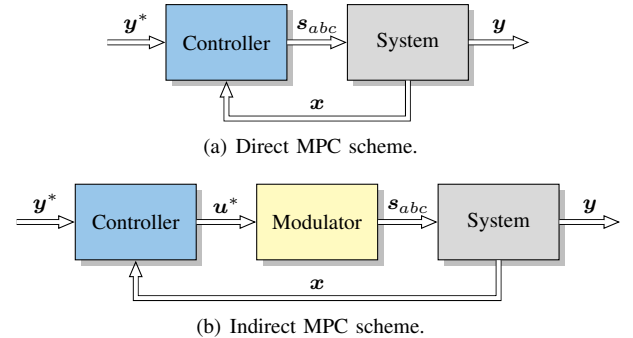 y* Controller s_abc System y
x
(a) Direct MPC scheme.
y* Controller u* Modulator s_abc System y
x
(b) Indirect MPC scheme.